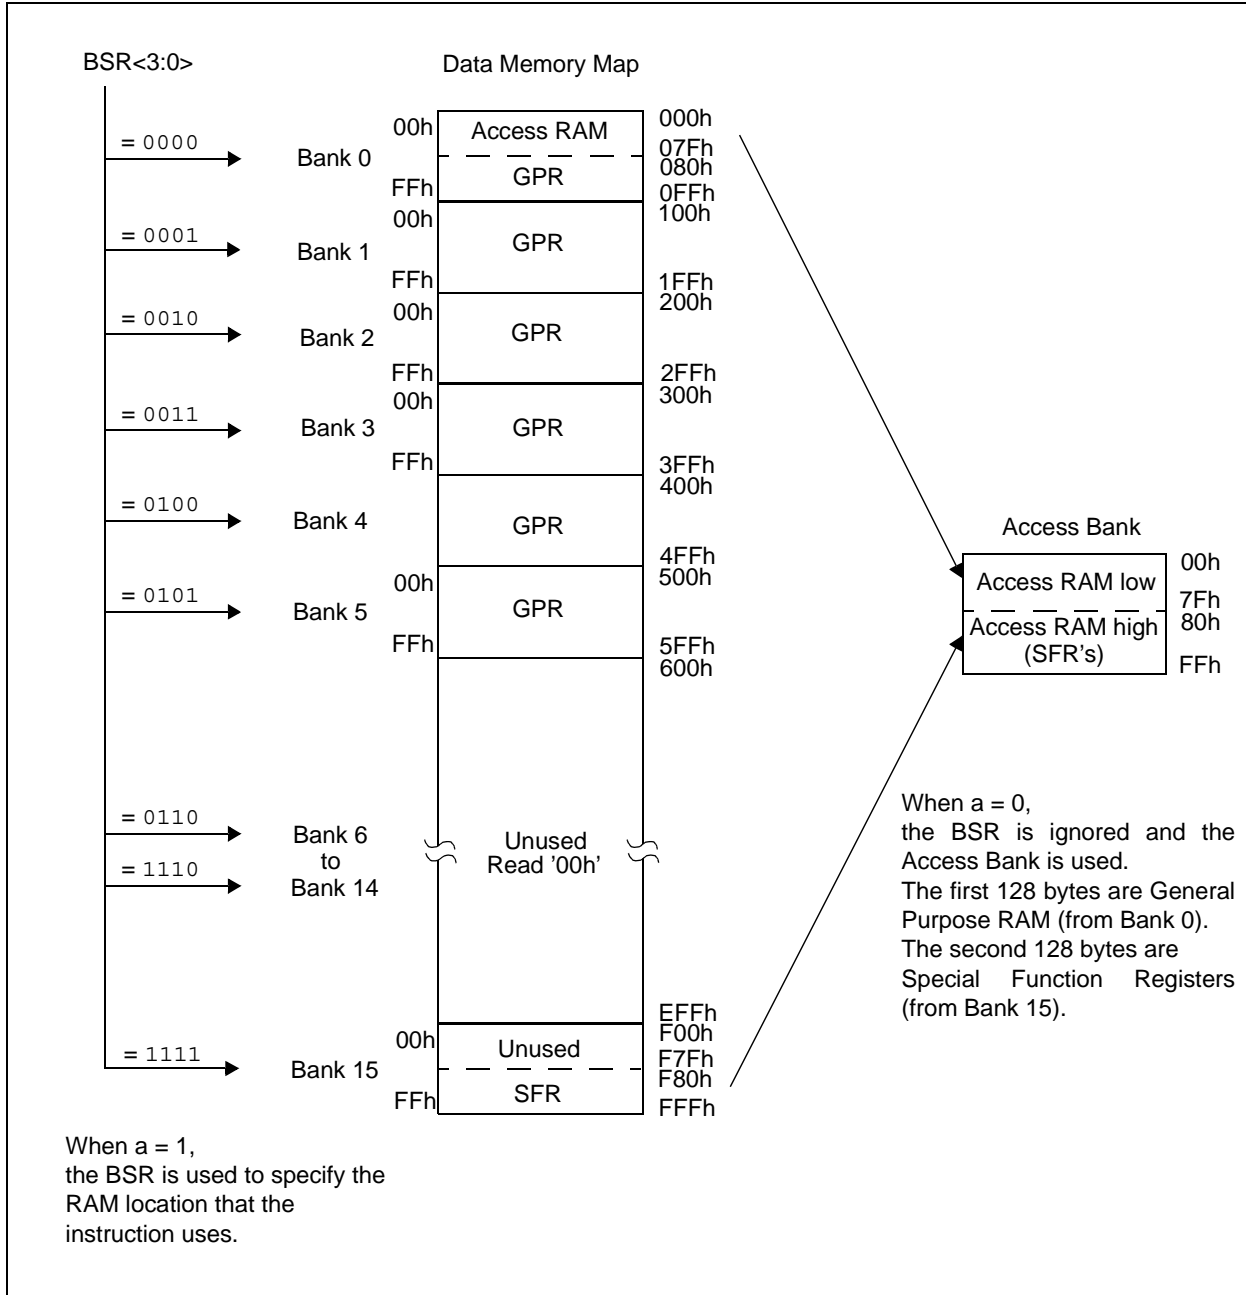 BSR<3:0>
Data Memory Map
= 0000
Bank 0
00h
Access RAM
000h
07Fh
080h
FFh
GPR
0FFh
100h
= 0001
Bank 1
00h
GPR
FFh
1FFh
200h
= 0010
Bank 2
00h
GPR
FFh
2FFh
300h
= 0011
Bank 3
00h
GPR
FFh
3FFh
400h
= 0100
Bank 4
GPR
4FFh
500h
= 0101
Bank 5
00h
GPR
FFh
5FFh
600h
= 0110
Bank 6
to
= 1110
Bank 14
Unused
Read '00h'
EFFh
F00h
= 1111
Bank 15
00h
Unused
F7Fh
F80h
FFh
SFR
FFFh
Access Bank
Access RAM low
00h
7Fh
80h
Access RAM high
(SFR's)
FFh
When a = 0,
the BSR is ignored and the
Access Bank is used.
The first 128 bytes are General
Purpose RAM (from Bank 0).
The second 128 bytes are
Special Function Registers
(from Bank 15).
When a = 1,
the BSR is used to specify the
RAM location that the
instruction uses.